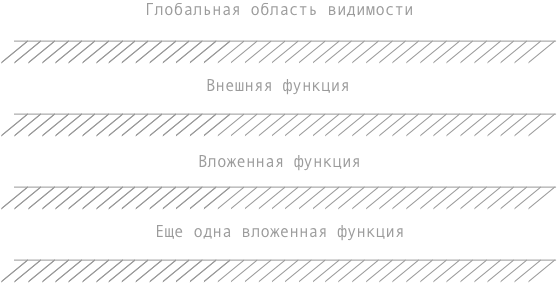 Глобальная область видимости
Внешняя функция
Вложенная функция
Еще одна вложенная функция